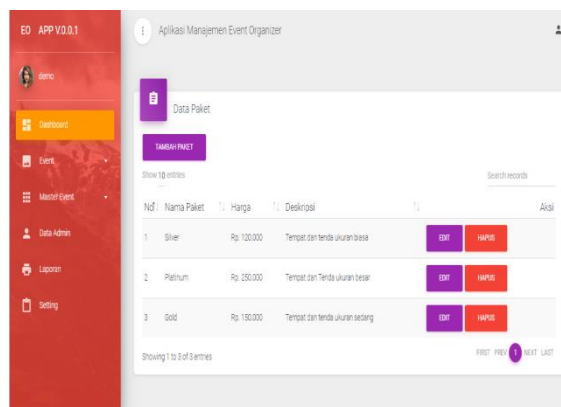 EO APP V.0.0.1
Aplikasi Manajemen Event Organizer
demo
Dashboard
Event
Master Event
Data Admin
Laporan
Setting
Data Paket
TAMBAH PAKET
Show 10 entries
Search records
No Nama Paket Harga Deskripsi Aksi
1 Silver Rp. 120.000 Tempat dan tenda ukuran biasa EDIT HAPUS
2 Platinum Rp. 250.000 Tempat dan Tenda ukuran besar EDIT HAPUS
3 Gold Rp. 150.000 Tempat dan tenda ukuran sedang EDIT HAPUS
Showing 1 to 3 of 3 entries
FIRST PREV 1 NEXT LAST